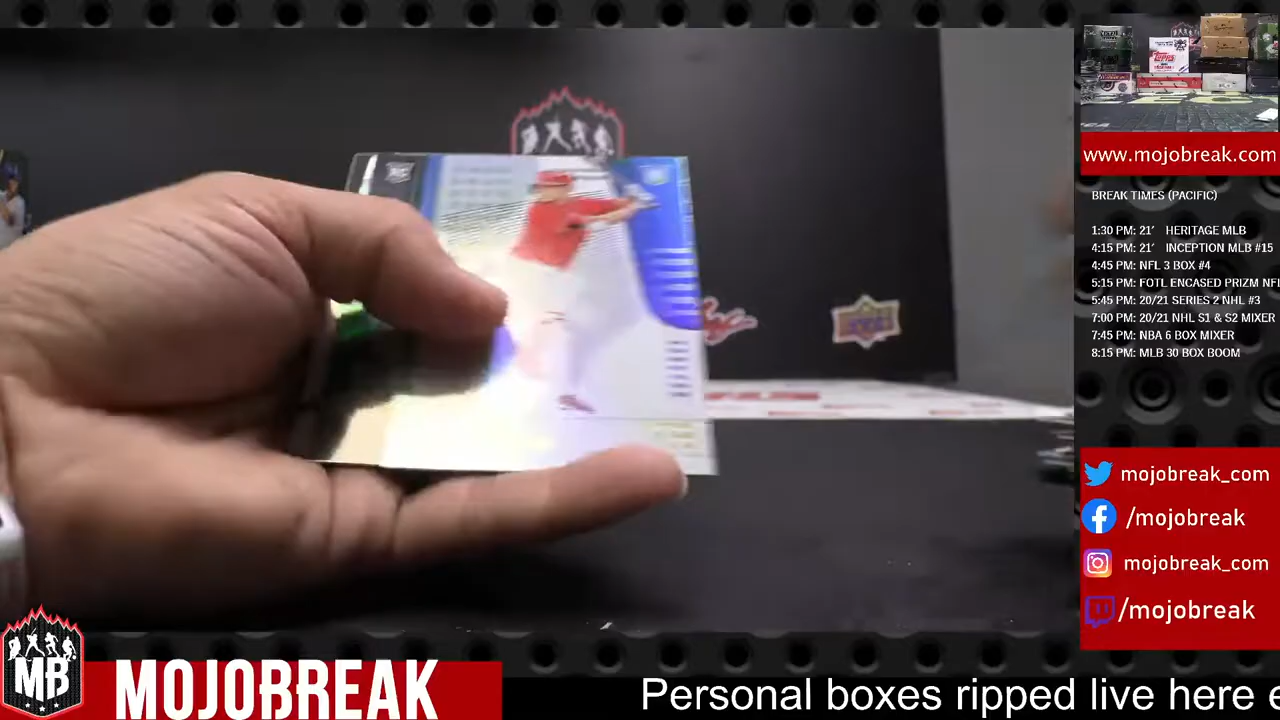 www.mojobreak.com
BREAK TIMES (PACIFIC)
1:30 PM: 21' HERITAGE MLB
4:15 PM: 21' INCEPTION MLB #15
4:45 PM: NFL 3 BOX #4
5:15 PM: FOTL ENCASED PRIZM NFL
5:45 PM: 20/21 SERIES 2 NHL #3
7:00 PM: 20/21 NHL S1 & S2 MIXER
7:45 PM: NBA 6 BOX MIXER
8:15 PM: MLB 30 BOX BOOM
mojobreak_com
/mojobreak
mojobreak_com
/mojobreak
MB
MOJOBREAK
Personal boxes ripped live here e